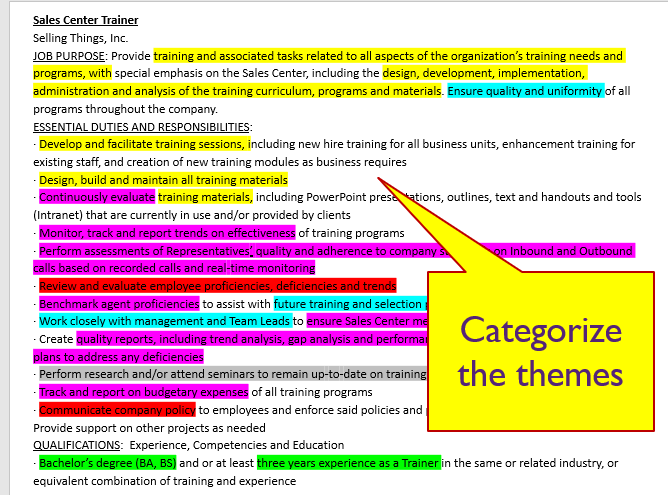 Sales Center Trainer
Selling Things, Inc.
JOB PURPOSE: Provide training and associated tasks related to all aspects of the organization's training needs and
programs, with special emphasis on the Sales Center, including the design, development, implementation,
administration and analysis of the training curriculum, programs and materials. Ensure quality and uniformity of all
programs throughout the company.
ESSENTIAL DUTIES AND RESPONSIBILITIES:
· Develop and facilitate training sessions, including new hire training for all business units, enhancement training for
existing staff, and creation of new training modules as business requires
· Design, build and maintain all training materials
· Continuously evaluate training materials, including PowerPoint presentations, outlines, text and handouts and tools
(Intranet) that are currently in use and/or provided by clients
· Monitor, track and report trends on effectiveness of training programs
· Perform assessments of Representatives', quality and adherence to company on Inbound and Outbound
calls based on recorded calls and real-time monitoring
· Review and evaluate employee proficiencies, deficiencies and trends
· Benchmark agent proficiencies to assist with future training and selection
· Work closely with management and Team Leads to ensure Sales Center
· Create quality reports, including trend analysis, gap analysis and
plans to address any deficiencies
· Perform research and/or attend seminars to remain up-to-date on training
· Track and report on budgetary expenses of all training programs
· Communicate company policy to employees and enforce said policies and
Provide support on other projects as needed
QUALIFICATIONS: Experience, Competencies and Education
· Bachelor's degree (BA, BS) and or at least three years experience as a Trainer in the same or related industry, or
equivalent combination of training and experience
Categorize
the themes